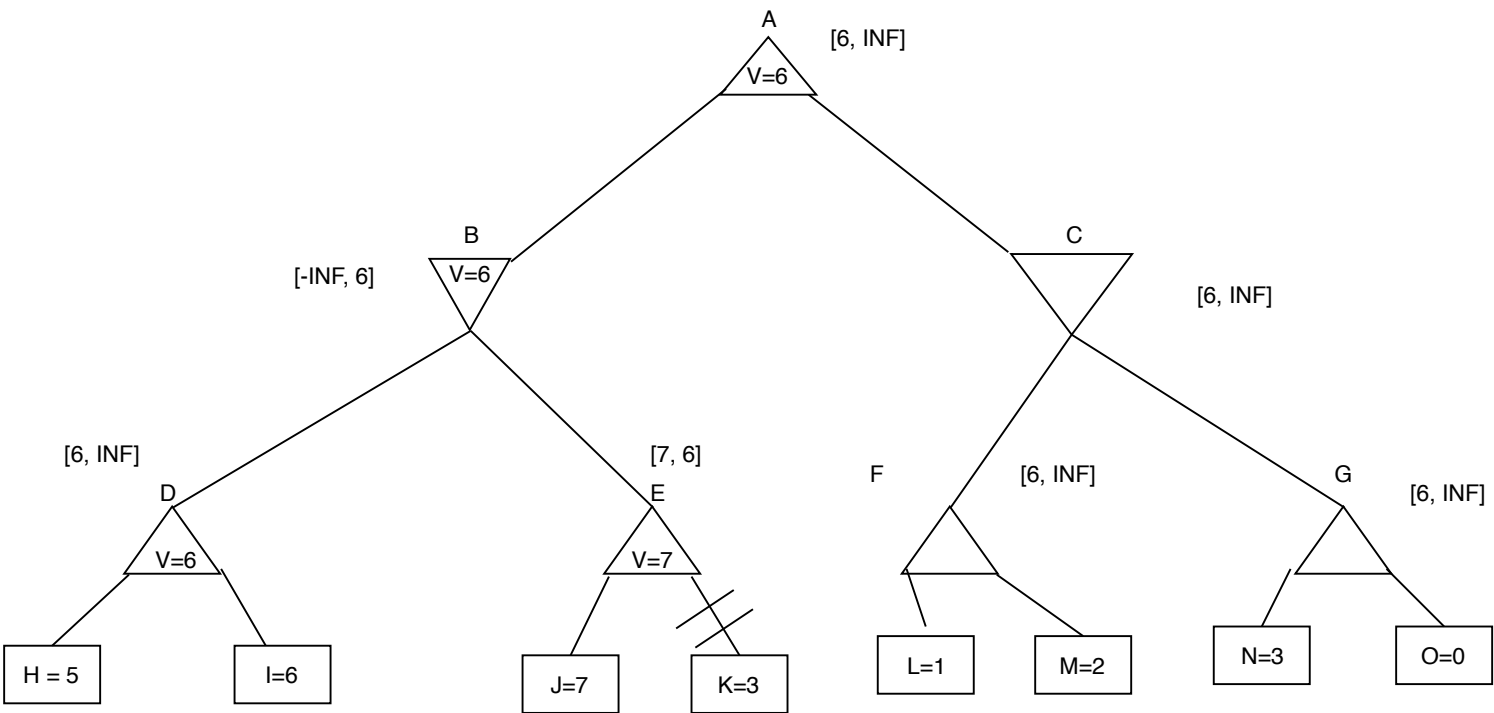 A
[6, INF]
V=6
B
C
[-INF, 6]
V=6
[6, INF]
[6, INF]
[7, 6]
F
[6, INF]
G
[6, INF]
D
E
V=6
V=7
H = 5
I=6
J=7
K=3
L=1
M=2
N=3
O=0